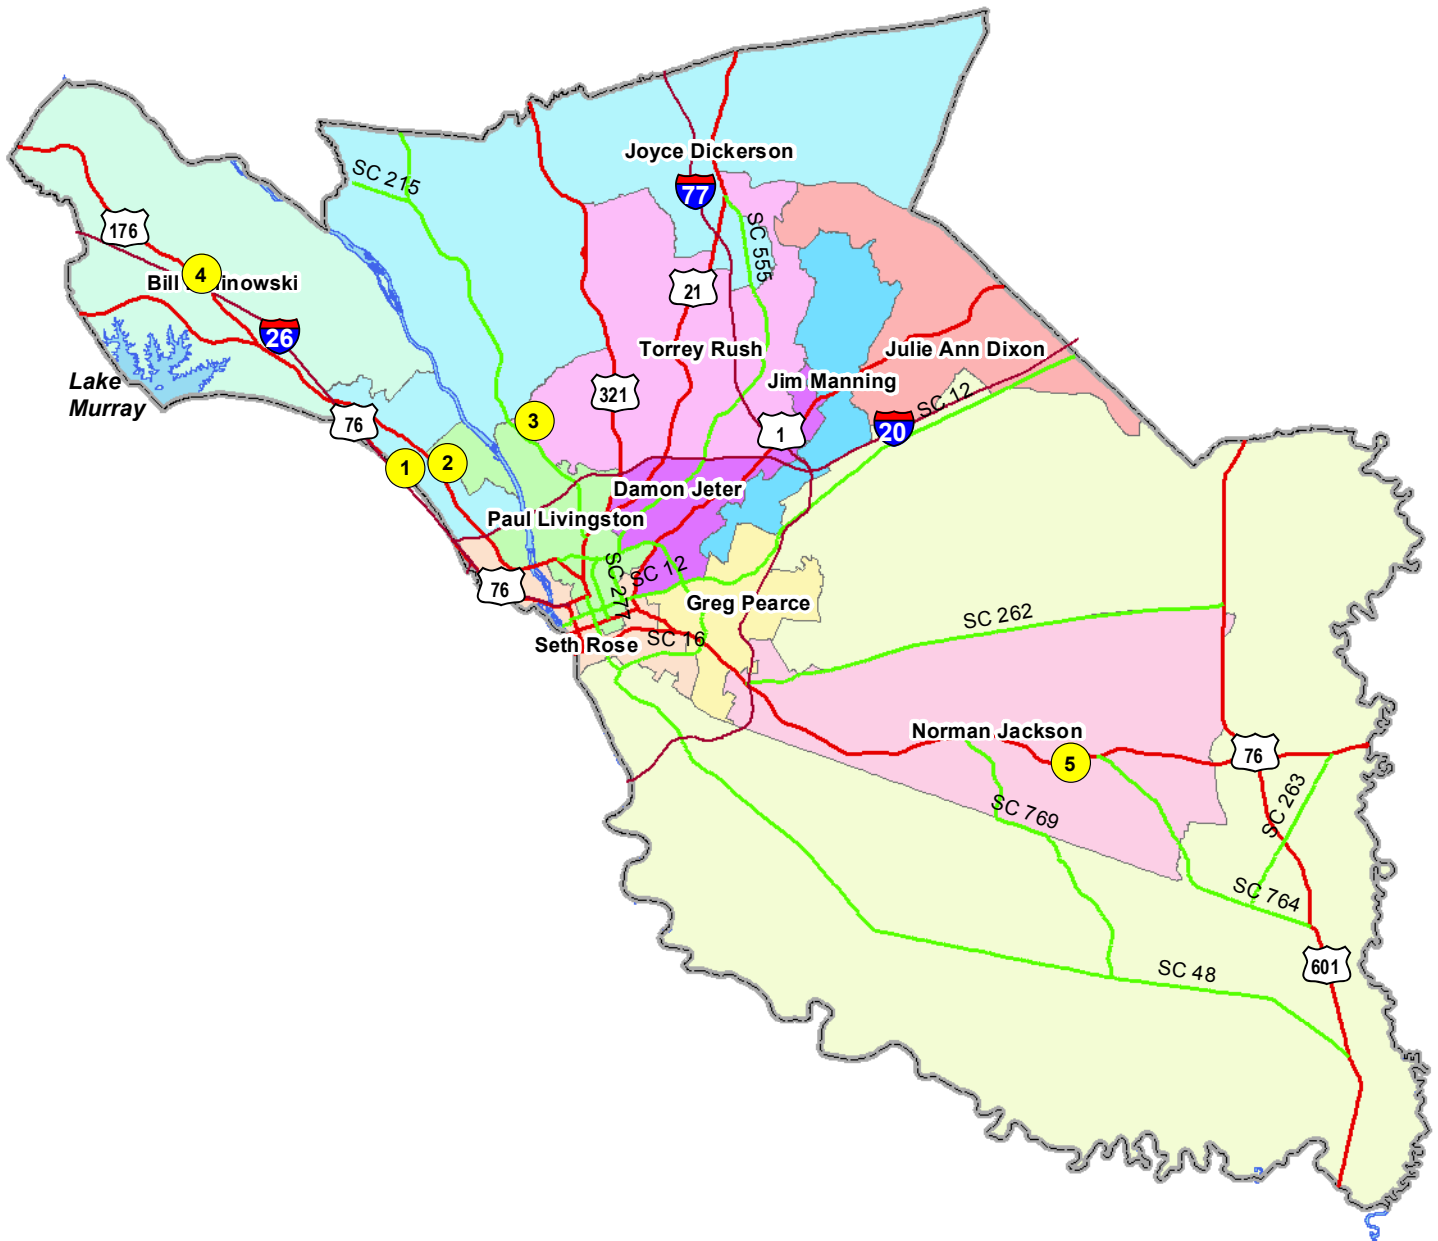 Joyce Dickerson
SC 215
77
176
SC 555
4
Bill inowski
21
26
Torrey Rush
Julie Ann Dixon
Lake
Murray
Jim Manning
321
SC 12
76
3
1
20
1
2
Damon Jeter
Paul Livingston
SC 277
SC 12
76
Greg Pearce
SC 262
Seth Rose
SC 16
Norman Jackson
76
5
SC 263
SC 769
SC 764
601
SC 48